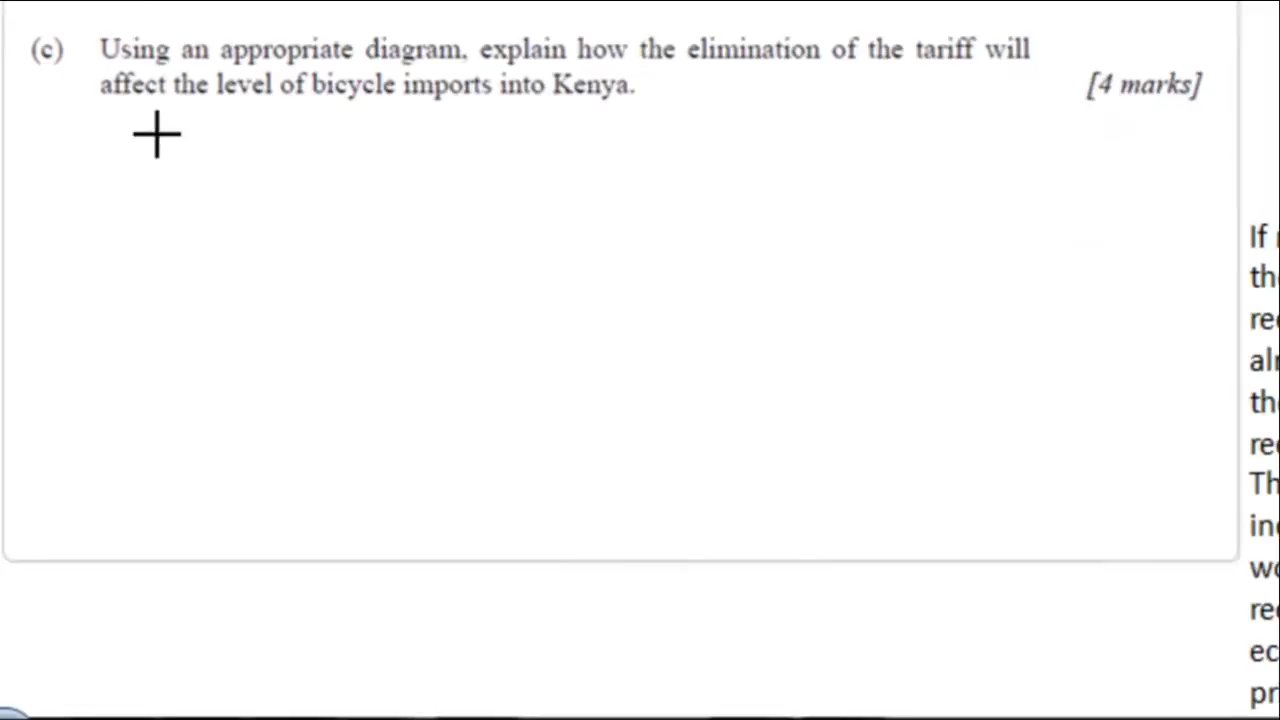 (c) Using an appropriate diagram, explain how the elimination of the tariff will
affect the level of bicycle imports into Kenya. [4 marks]
If